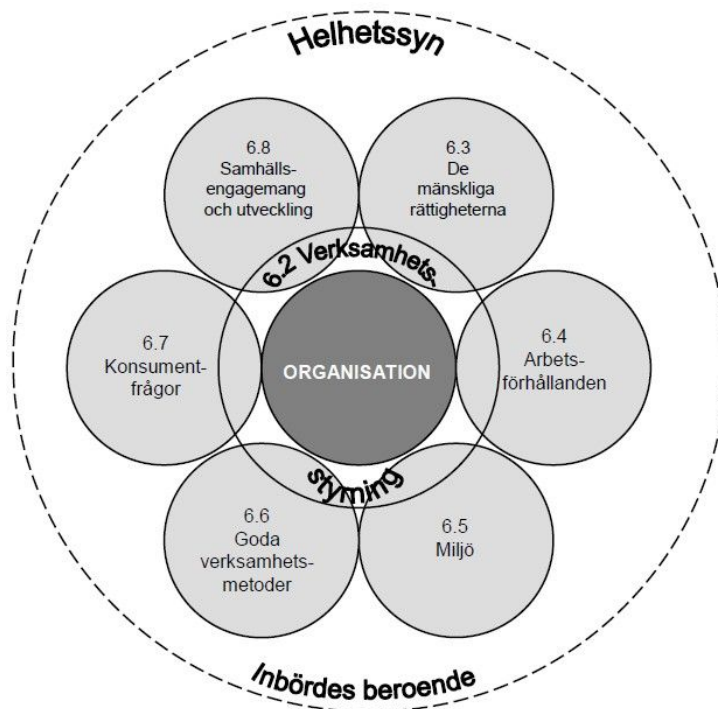 Helhetssyn
6.8
Samhälls-
engagemang
och utveckling
6.3
De
mänskliga
rättigheterna
6.2 Verksamhets-
6.7
Konsument-
frågor
ORGANISATION
6.4
Arbets-
förhållanden
styrning
6.6
Goda
verksamhets-
metoder
6.5
Miljö
Inbördes beroende